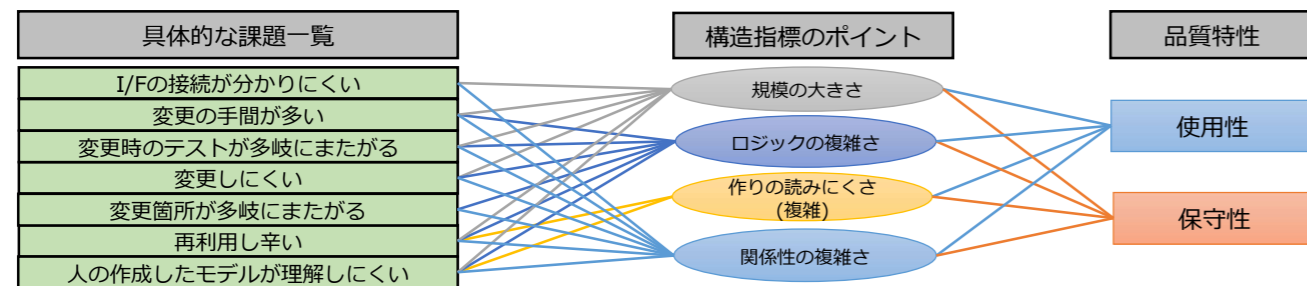 具体的な課題一覧
構造指標のポイント
品質特性
I/Fの接続が分かりにくい
変更の手間が多い
変更時のテストが多岐にまたがる
変更しにくい
変更箇所が多岐にまたがる
再利用し辛い
人の作成したモデルが理解しにくい
規模の大きさ
ロジックの複雑さ
作りの読みにくさ
(複雑)
関係性の複雑さ
使用性
保守性